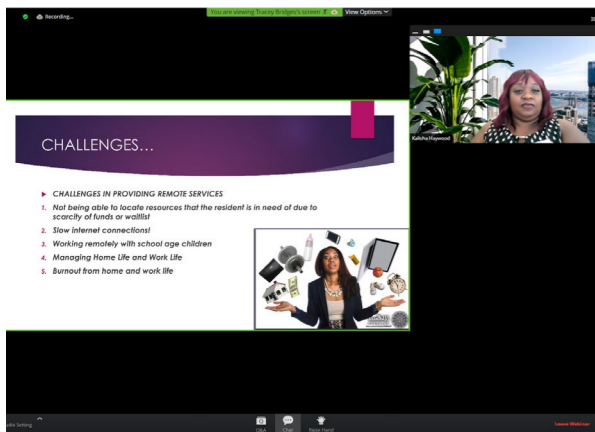 Recording...
You are viewing Tracey Bridges's screen
View Options
Kalisha Haywood
CHALLENGES...
CHALLENGES IN PROVIDING REMOTE SERVICES
1. Not being able to locate resources that the resident is in need of due to
scarcity of funds or waitlist
2. Slow internet connections!
3. Working remotely with school age children
4. Managing Home Life and Work Life
5. Burnout from home and work life
udio Setting
Q&A
Chat
Raise Hand
Leave Webinar